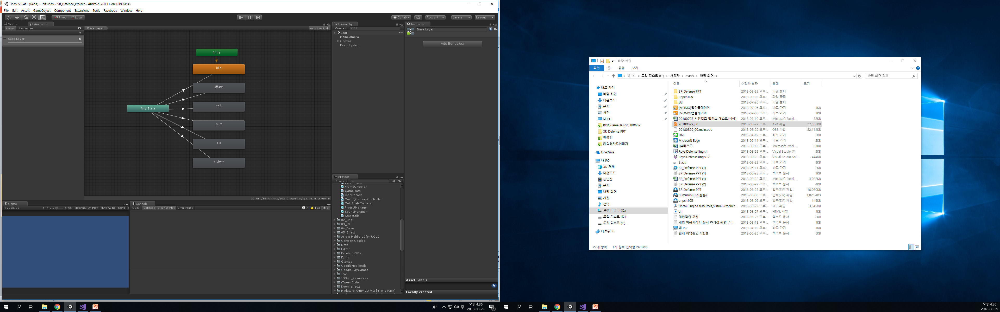 Unity 5.6.4f1 (64bit) - Init.unity - SR_Defence_Project - Android <DX11 on DX9 GPU>
File Edit Assets GameObject Component Extensions Tools Facebook Window Help
Pivot Local Collab Account Layers Layout
Scene Animator
Layers Parameters
Base Layer Auto Live Link
Base Layer
Entry
idle
attack
walk
Any State
hurt
die
victory
02_Unit/SR_Alliance/102_DragonMan/spearmans.controller
Game
1280x720 Scale 0.38 Maximize On Play Mute Audio Stats
Console
Clear Collapse Clear on Play Error Pause 7 103 0
Hierarchy
Create All
Init
MainCamera
Canvas
EventSystem
Project
Create
FrameChecker
GameData
JsonDecode
MovingCameraController
MultiScaleCamera
ProjectManager
SoundManager
StaticUtils
02_Unit
03_UI
04_Base
05_Effect
Arrow Mobile UI for UGUI
Cartoon Castles
Data
Editor
FacebookSDK
Fonts
Gizmos
GoogleMobileAds
GooglePlayGames
Icon
IGSoft_Resources
iTweenEditor
Koon_effects
Miniature Army 2D V.2 [4-in-1 Pack]
Inspector
Base Layer
Add Behaviour
Asset Labels
Locally created
오후 4:36
2018-08-29
바탕 화면
파일 홈 공유 보기
내 PC 로컬 디스크 (C:) 사용자 manlv 바탕 화면
바탕 화면 검색
바로 가기
바탕 화면
다운로드
문서
사진
내 PC
RDK_GameDesign_180607
SR_Defense PPT
엠블럼
캐릭터카드이미지
OneDrive
내 PC
3D 개체
다운로드
동영상
문서
바탕 화면
사진
음악
로컬 디스크 (C:)
로컬 디스크 (D:)
로컬 디스크 (E:)
네트워크
이름 수정한 날짜 유형 크기
SR_Defense PPT 2018-08-29 오후... 파일 폴더
unpch105 2018-08-02 오후... 파일 폴더
Util 2018-07-20 오후... 파일 폴더
[MOMO]멀티플레이어 2018-07-05 오후... 바로 가기 1KB
[MOMO]앱플레이어 2018-07-05 오후... 바로 가기 1KB
20180708_서먼걸즈 밸런스 테스트(서식) 2018-07-10 오후... Microsoft Excel ... 38KB
20180829_00 2018-08-29 오후... APK 파일 27,502KB
20180829_00.main.obb 2018-08-29 오후... OBB 파일 82,114KB
LINE 2018-04-19 오후... 바로 가기 2KB
Microsoft Edge 2018-06-11 오후... 바로 가기 2KB
QA리스트 2018-08-13 오후... Microsoft Excel ... 21KB
RoyalDefenseKing.sln 2018-08-22 오후... Visual Studio 솔 3KB
RoyalDefenseKing.v12 2018-08-22 오후... Visual Studio Sol... 444KB
Slack 2018-08-22 오후... 바로 가기 3KB
SR_Defense PPT (1) 2018-06-11 오후... 바로 가기 2KB
SR_Defense PPT (1) 2018-06-28 오후... 텍스트 문서 1KB
SR_Defense PPT (1) 2018-08-22 오후... Microsoft Excel ... 4,028KB
SR_Defense PPT (2) 2018-06-22 오후... 텍스트 문서 4KB
SR_Defense PPT 2018-08-27 오후... 압축(ZIP) 파일 10,080KB
SummonRush(원본) 2018-08-08 오후... 압축(ZIP) 파일 1,825,403
unpch105 2018-08-02 오후... 압축(ZIP) 파일 145KB
Unreal Engine resources_Virtual-Product... 2018-08-27 오후... PDF 파일 3,849KB
url 2018-08-27 오후... HTML 파일 1KB
개인적인 고찰 2018-06-25 오후... 텍스트 문서 8KB
게임 처음시작시 유저 초기값 관련 스크 2018-08-13 오후... 텍스트 문서 1KB
내 PC 2018-04-19 오후... 바로 가기 1KB
현재 파악중인 사항들 2018-06-25 오후... 텍스트 문서 5KB
27개 항목 1개 항목 선택함 26.8MB
오후 4:36
2018-08-29